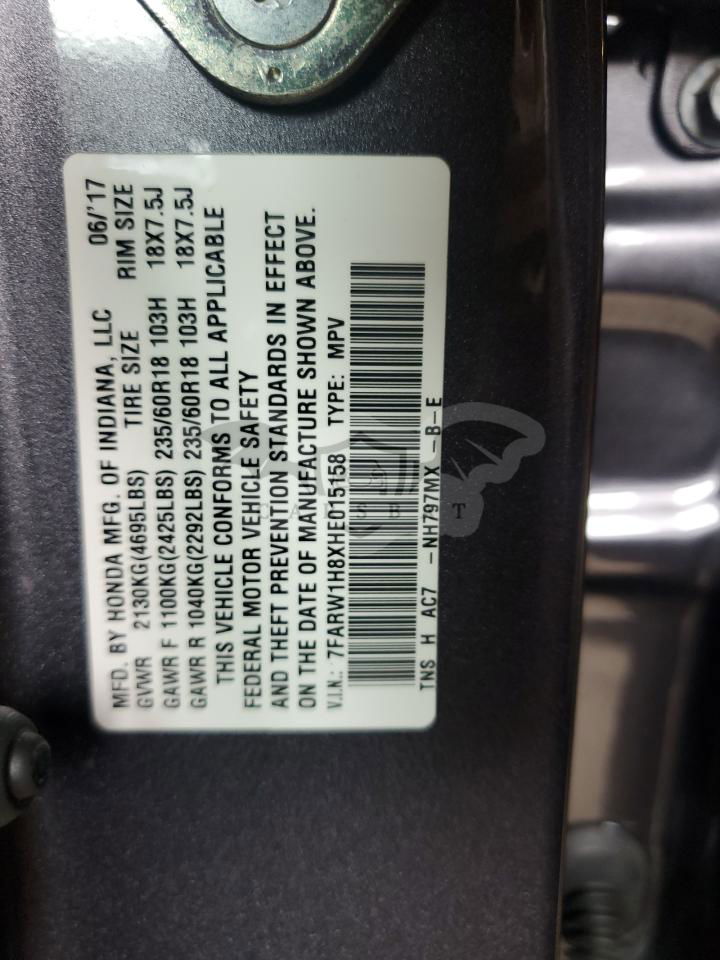 MFD. BY HONDA MFG. OF INDIANA, LLC 06/'17
GVWR 2130KG(4695LBS) TIRE SIZE RIM SIZE
GAWR F 1100KG(2425LBS) 235/60R18 103H 18X7.5J
GAWR R 1040KG(2292LBS) 235/60R18 103H 18X7.5J
THIS VEHICLE CONFORMS TO ALL APPLICABLE
FEDERAL MOTOR VEHICLE SAFETY
AND THEFT PREVENTION STANDARDS IN EFFECT
ON THE DATE OF MANUFACTURE SHOWN ABOVE.
V.I.N.: 7FARW1H8XHE015158 TYPE: MPV
TNS H AC7 -NH797MX -B-E